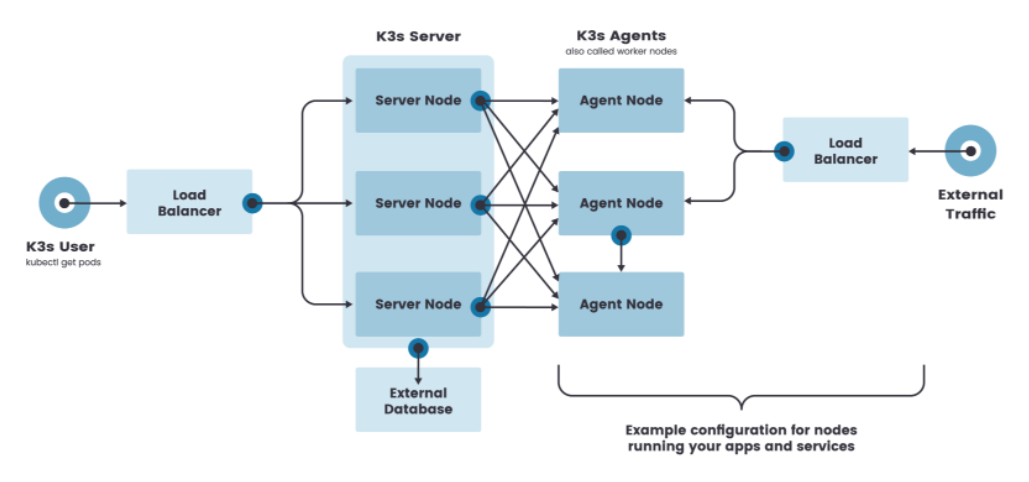 K3s Server
K3s Agents
also called worker nodes
Server Node
Agent Node
Load
Balancer
External
Traffic
Load
Balancer
Server Node
Agent Node
K3s User
kubectl get pods
Server Node
Agent Node
External
Database
Example configuration for nodes
running your apps and services